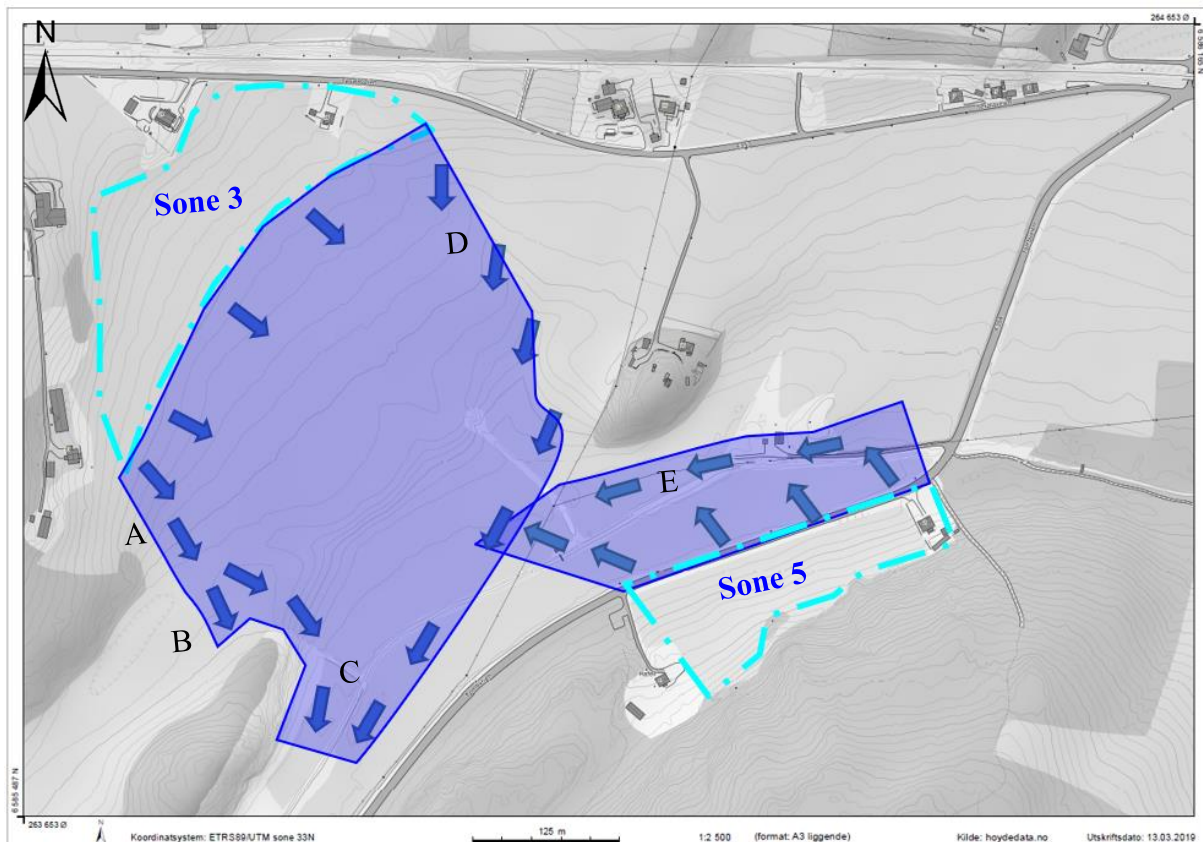 264 653 Ø
N
Sone 3
D
E
A
Sone 5
B
C
263 653 Ø
N
Koordinatsystem: ETRS89/UTM sone 33N
125 m
1:2 500
(format: A3 liggende)
Kilde: hoydedata.no
Utskriftsdato: 13.03.2019